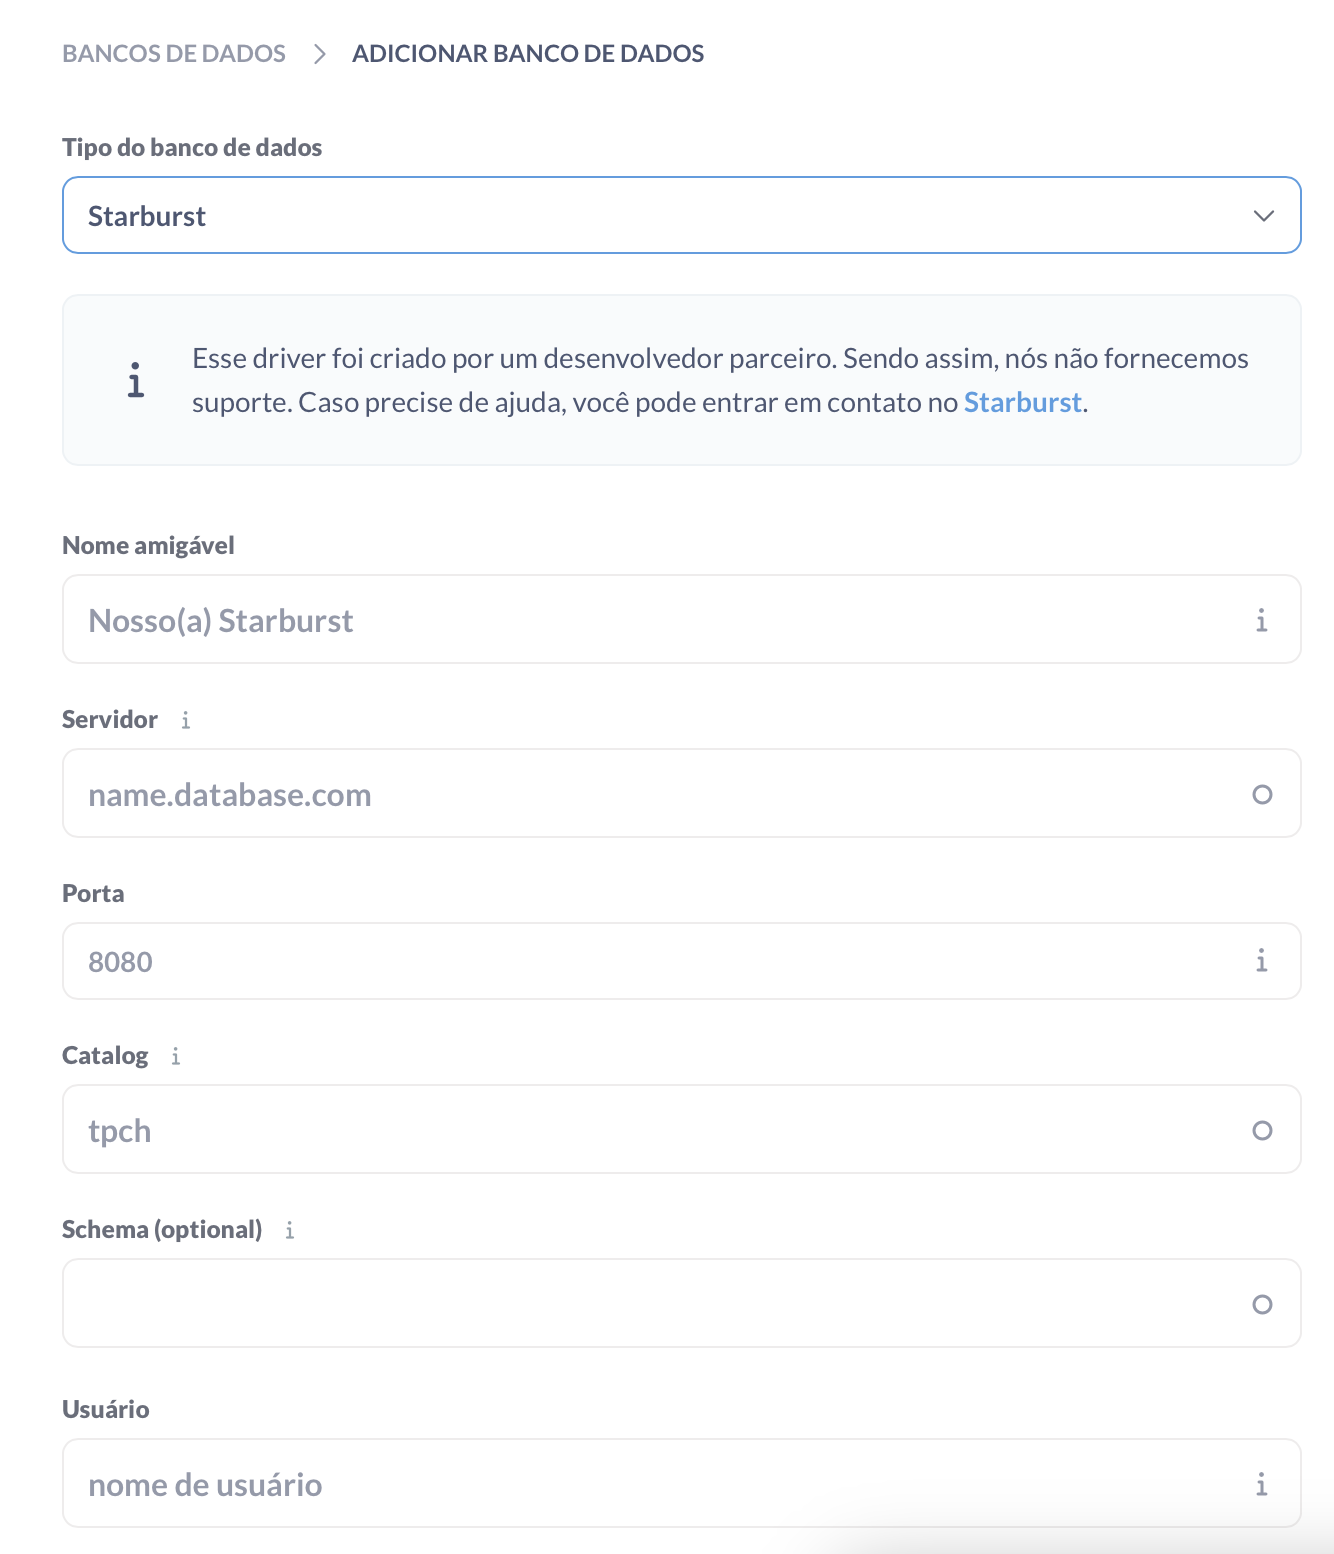 BANCOS DE DADOS > ADICIONAR BANCO DE DADOS
Tipo do banco de dados
Starburst
Esse driver foi criado por um desenvolvedor parceiro. Sendo assim, nós não fornecemos
suporte. Caso precise de ajuda, você pode entrar em contato no Starburst.
Nome amigável
Nosso(a) Starburst
Servidor
name.database.com
Porta
8080
Catalog
tpch
Schema (optional)
Usuário
nome de usuário